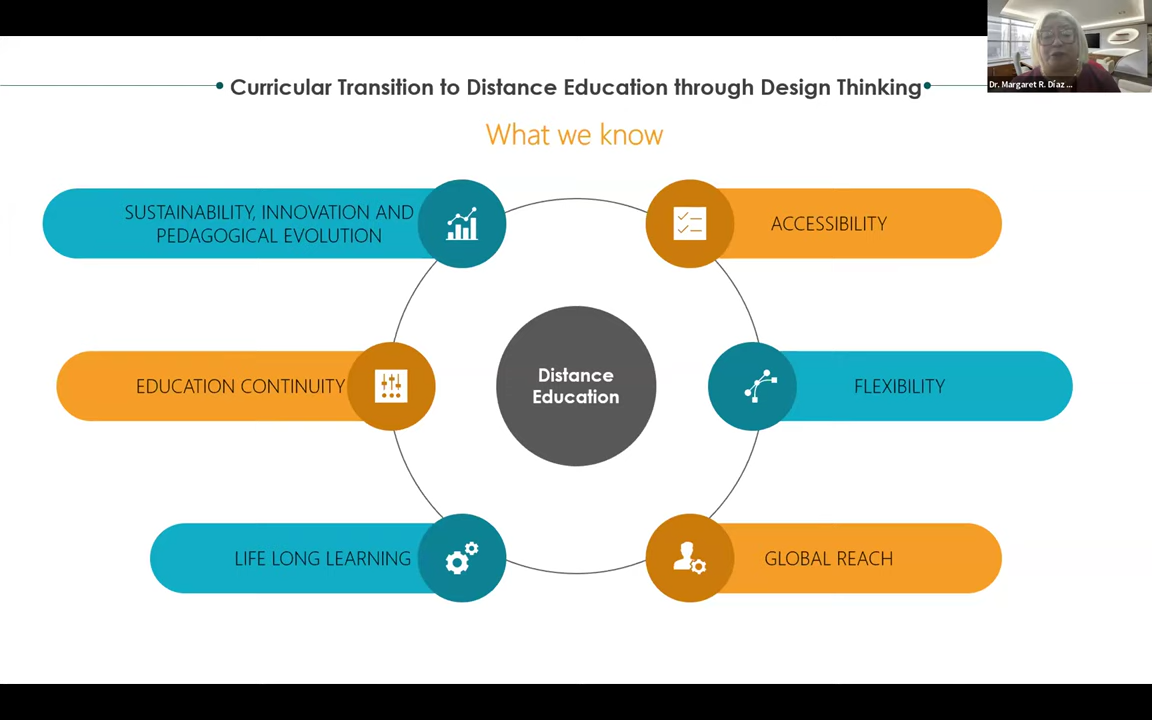 Curricular Transition to Distance Education through Design Thinking
Dr. Margaret R. Díaz ...
What we know
SUSTAINABILITY, INNOVATION AND
PEDAGOGICAL EVOLUTION
ACCESSIBILITY
EDUCATION CONTINUITY
Distance
Education
FLEXIBILITY
LIFE LONG LEARNING
GLOBAL REACH